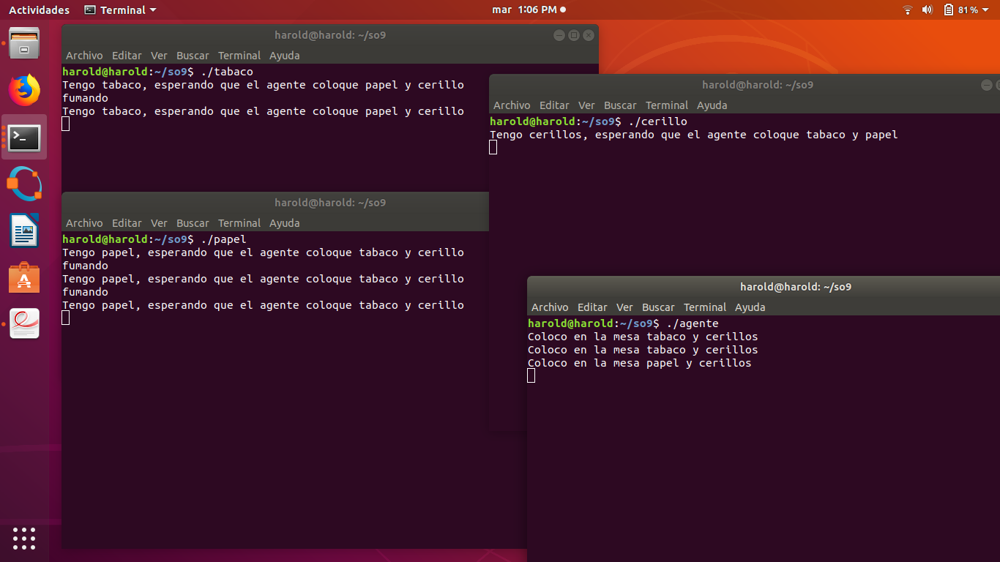 Actividades Terminal mar 1:06 PM 81%
harold@harold: ~/so9
Archivo Editar Ver Buscar Terminal Ayuda
harold@harold:~/so9$ ./tabaco
Tengo tabaco, esperando que el agente coloque papel y cerillo
fumando
Tengo tabaco, esperando que el agente coloque papel y cerillo
harold@harold: ~/so9
Archivo Editar Ver Buscar Terminal Ayuda
harold@harold:~/so9$ ./cerillo
Tengo cerillos, esperando que el agente coloque tabaco y papel
harold@harold: ~/so9
Archivo Editar Ver Buscar Terminal Ayuda
harold@harold:~/so9$ ./papel
Tengo papel, esperando que el agente coloque tabaco y cerillo
fumando
Tengo papel, esperando que el agente coloque tabaco y cerillo
fumando
Tengo papel, esperando que el agente coloque tabaco y cerillo
harold@harold: ~/so9
Archivo Editar Ver Buscar Terminal Ayuda
harold@harold:~/so9$ ./agente
Coloco en la mesa tabaco y cerillos
Coloco en la mesa tabaco y cerillos
Coloco en la mesa papel y cerillos